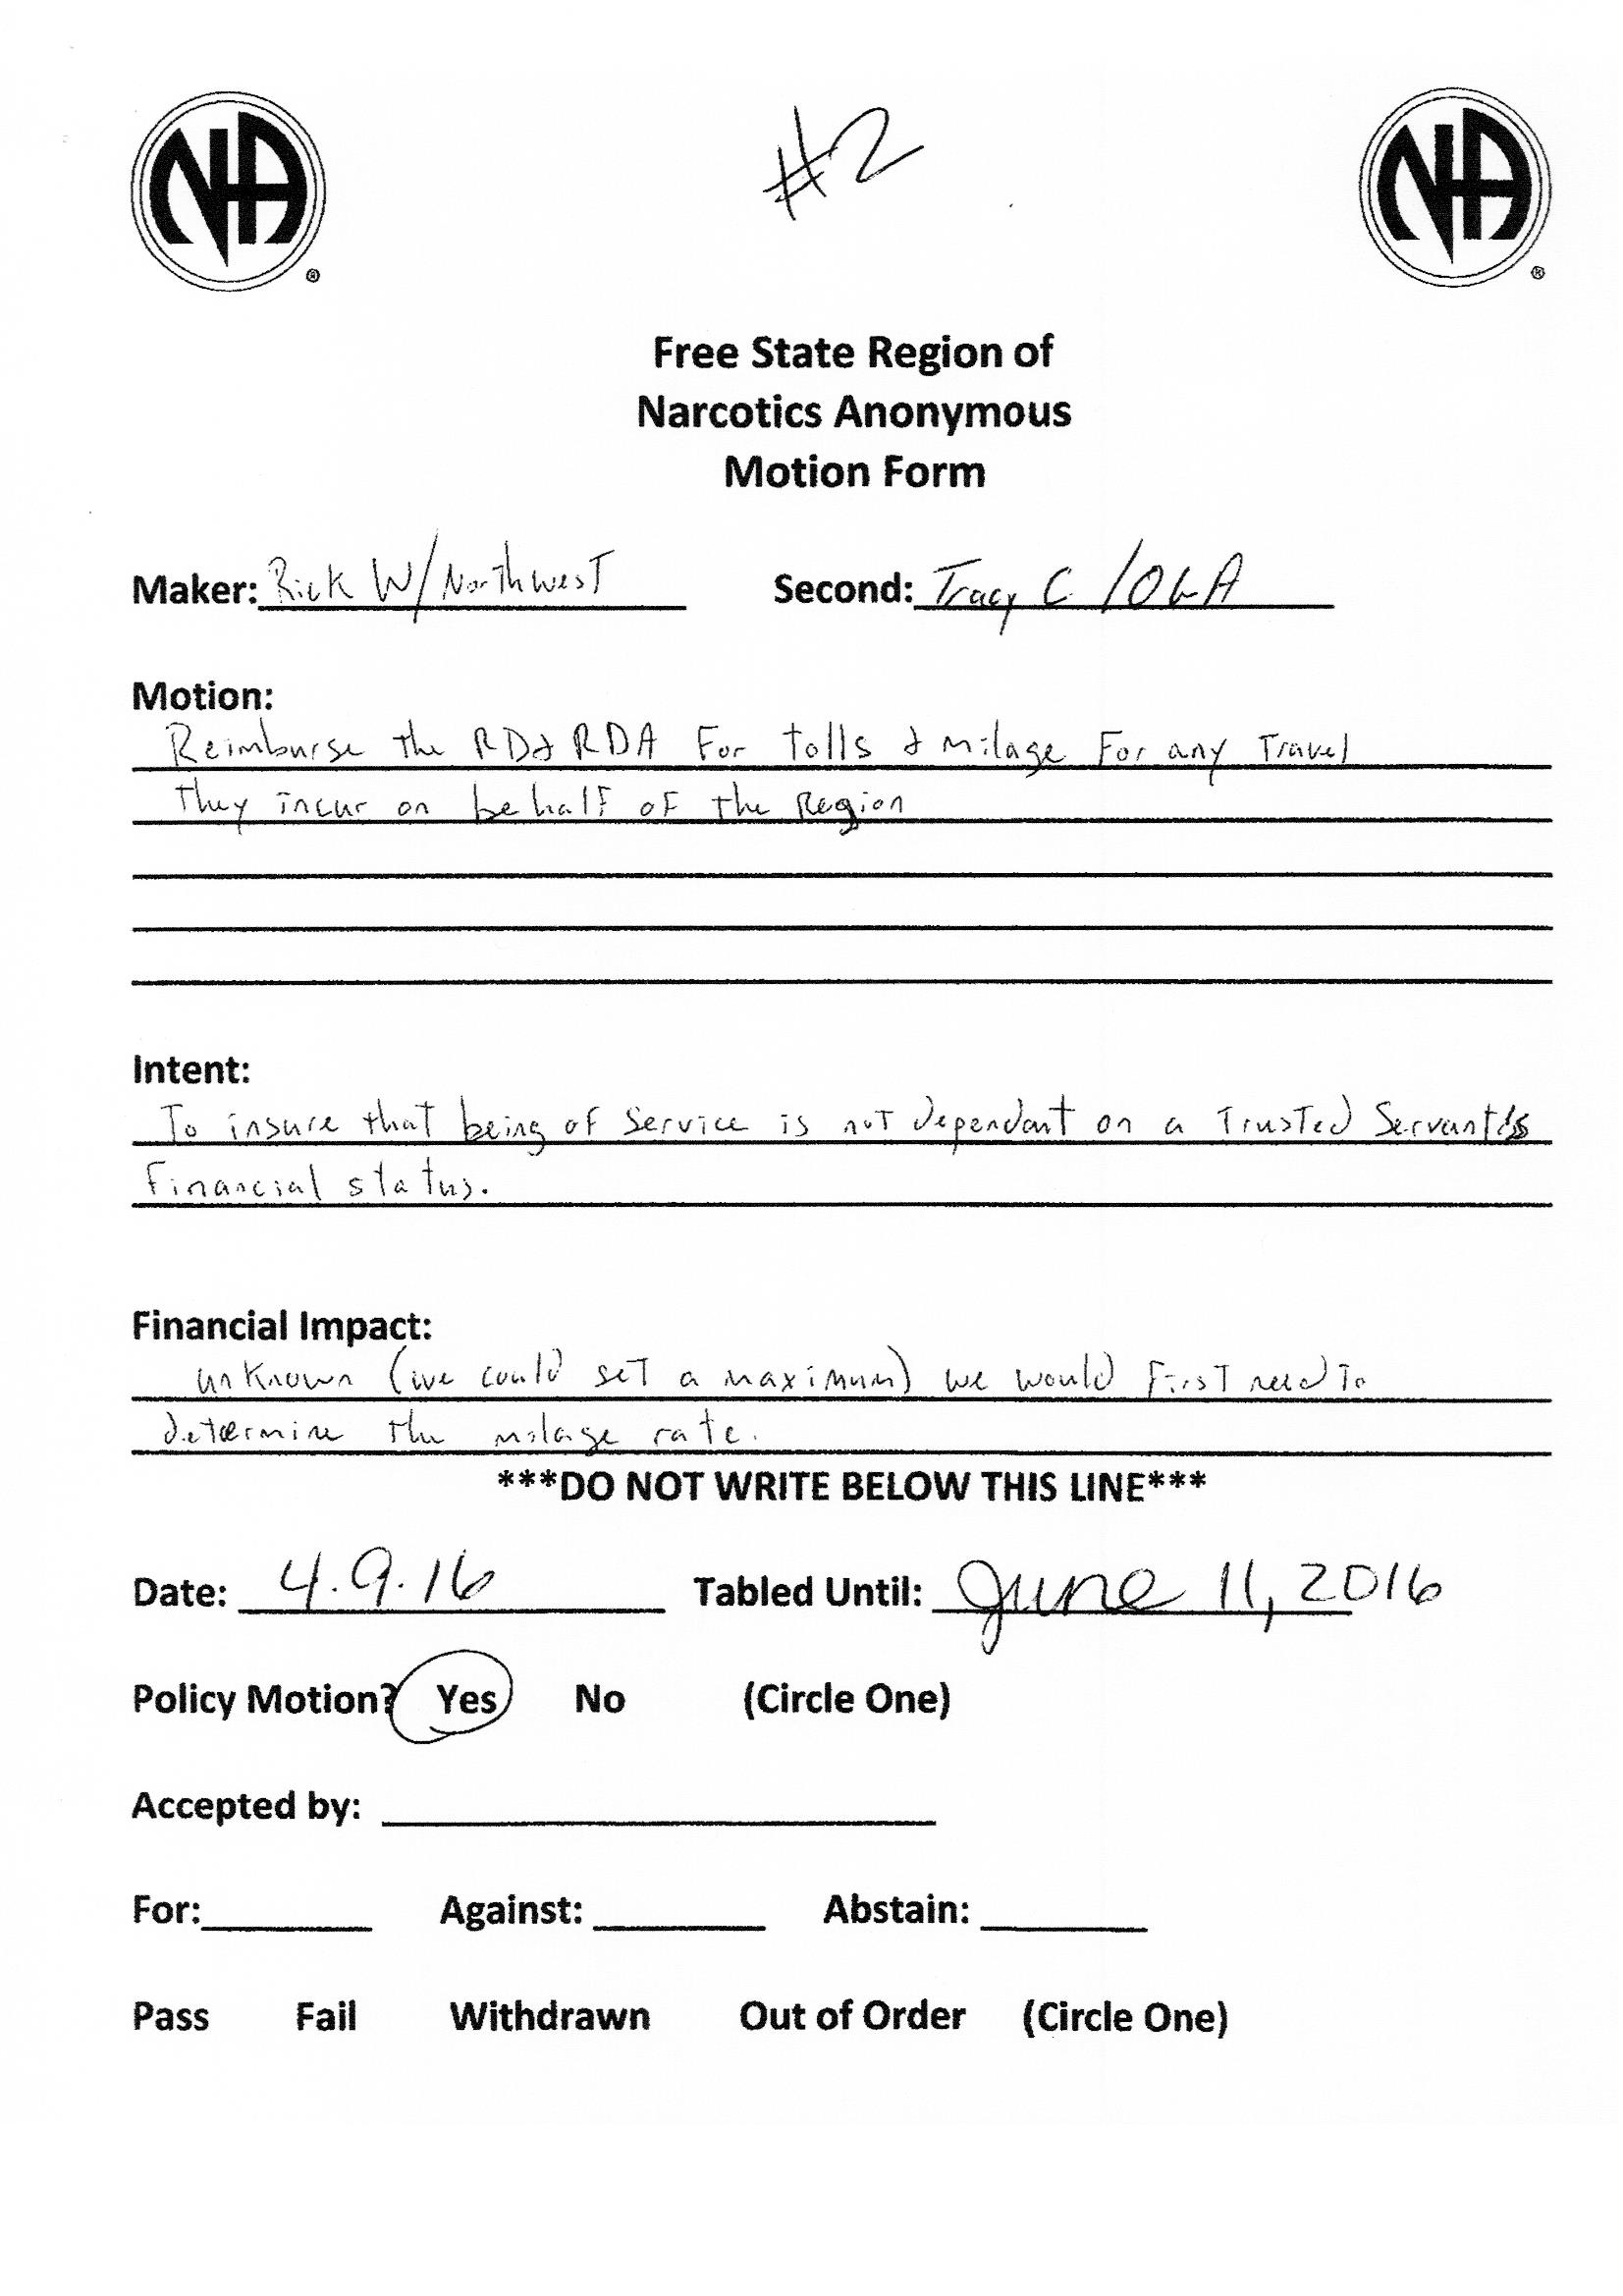 #2
NA ® NA ®
Free State Region of
Narcotics Anonymous
Motion Form
Maker: Rick W/Northwest Second: Tracy C /OLA
Motion:
Reimburse the RD & RDA For tolls & milage For any Travel
They incur on behalf of the Region
Intent:
To insure that being of Service is not dependant on a Trusted Servant's
Financial status.
Financial Impact:
unknown (we could set a maximum) we would First need To
determine the milage rate.
***DO NOT WRITE BELOW THIS LINE***
Date: 4.9.16 Tabled Until: June 11, 2016
Policy Motion? Yes No (Circle One)
Accepted by:
For: Against: Abstain:
Pass Fail Withdrawn Out of Order (Circle One)